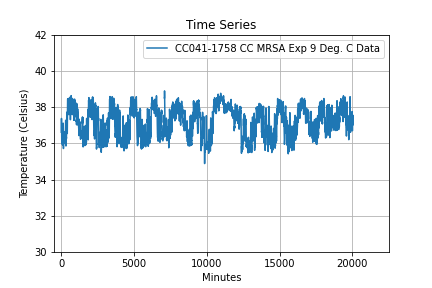 Time Series
CC041-1758 CC MRSA Exp 9 Deg. C Data
Temperature (Celsius)
42
40
38
36
34
32
30
0 5000 10000 15000 20000
Minutes